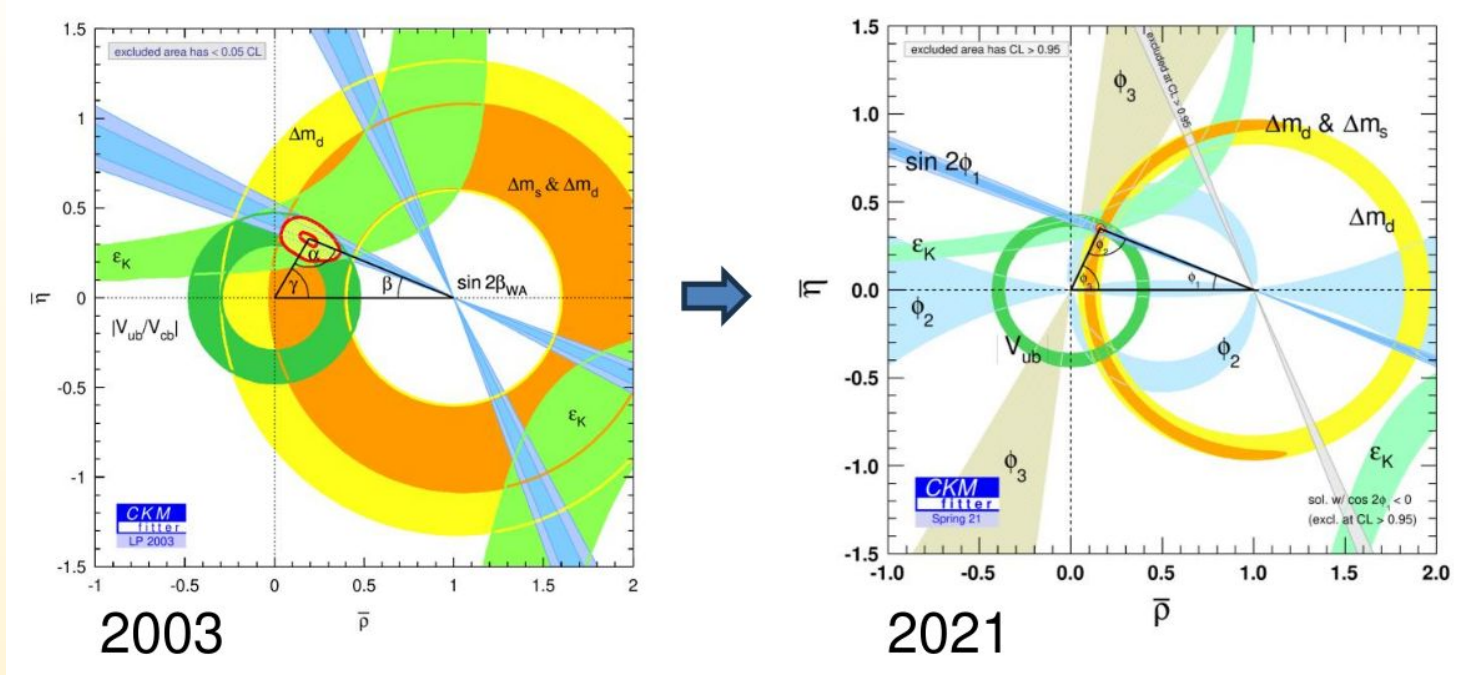 excluded area has < 0.05 CL
Δm_d
Δm_s & Δm_d
ε_K
α
γ
β
sin 2β_WA
|V_ub/V_cb|
ε_K
CKM
fitter
LP 2003
η̅
1.5
1
0.5
0
-0.5
-1
-1.5
-1
-0.5
0
0.5
1
1.5
2
ρ̅
2003
excluded area has CL > 0.95
excluded at CL > 0.95
ϕ_3
Δm_d & Δm_s
sin 2ϕ_1
Δm_d
ε_K
ϕ_2
ϕ_2
ϕ_3
ϕ_1
V_ub
ϕ_2
ϕ_3
ε_K
CKM
fitter
Spring 21
sol. w/ cos 2ϕ_1 < 0
(excl. at CL > 0.95)
η̅
1.5
1.0
0.5
0.0
-0.5
-1.0
-1.5
-1.0
-0.5
0.0
0.5
1.0
1.5
2.0
ρ̅
2021